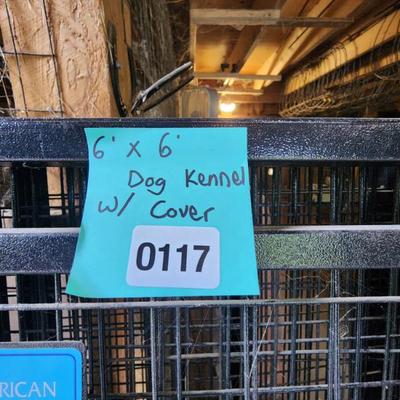 6' x 6'
Dog Kennel
w/ Cover
0117
RICAN